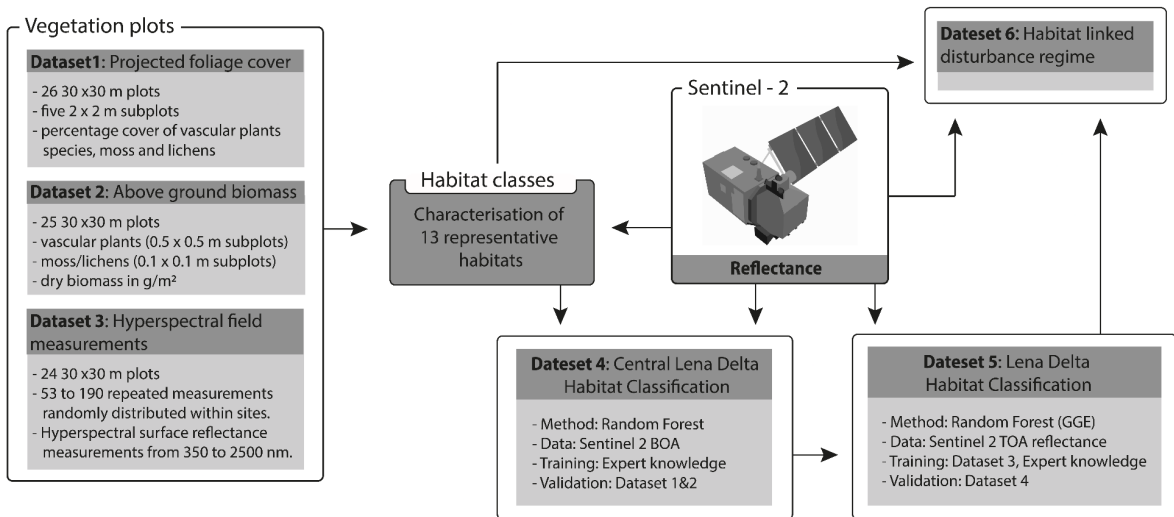 Vegetation plots
Dataset1: Projected foliage cover
- 26 30 x30 m plots
- five 2 x 2 m subplots
- percentage cover of vascular plants
species, moss and lichens
Dataset 2: Above ground biomass
- 25 30x30 m plots
- vascular plants (0.5 x 0.5 m subplots)
- moss/lichens (0.1 x 0.1 m subplots)
- dry biomass in g/m²
Dataset 3: Hyperspectral field
measurements
- 24 30 x30 m plots
- 53 to 190 repeated measurements
randomly distributed within sites.
- Hyperspectral surface reflectance
measurements from 350 to 2500 nm.
Habitat classes
Characterisation of
13 representative
habitats
Sentinel - 2
Reflectance
Dateset 6: Habitat linked
disturbance regime
Dateset 4: Central Lena Delta
Habitat Classification
- Method: Random Forest
- Data: Sentinel 2 BOA
- Training: Expert knowledge
- Validation: Dataset 1&2
Dateset 5: Lena Delta
Habitat Classification
- Method: Random Forest (GGE)
- Data: Sentinel 2 TOA reflectance
- Training: Dataset 3, Expert knowledge
- Validation: Dataset 4